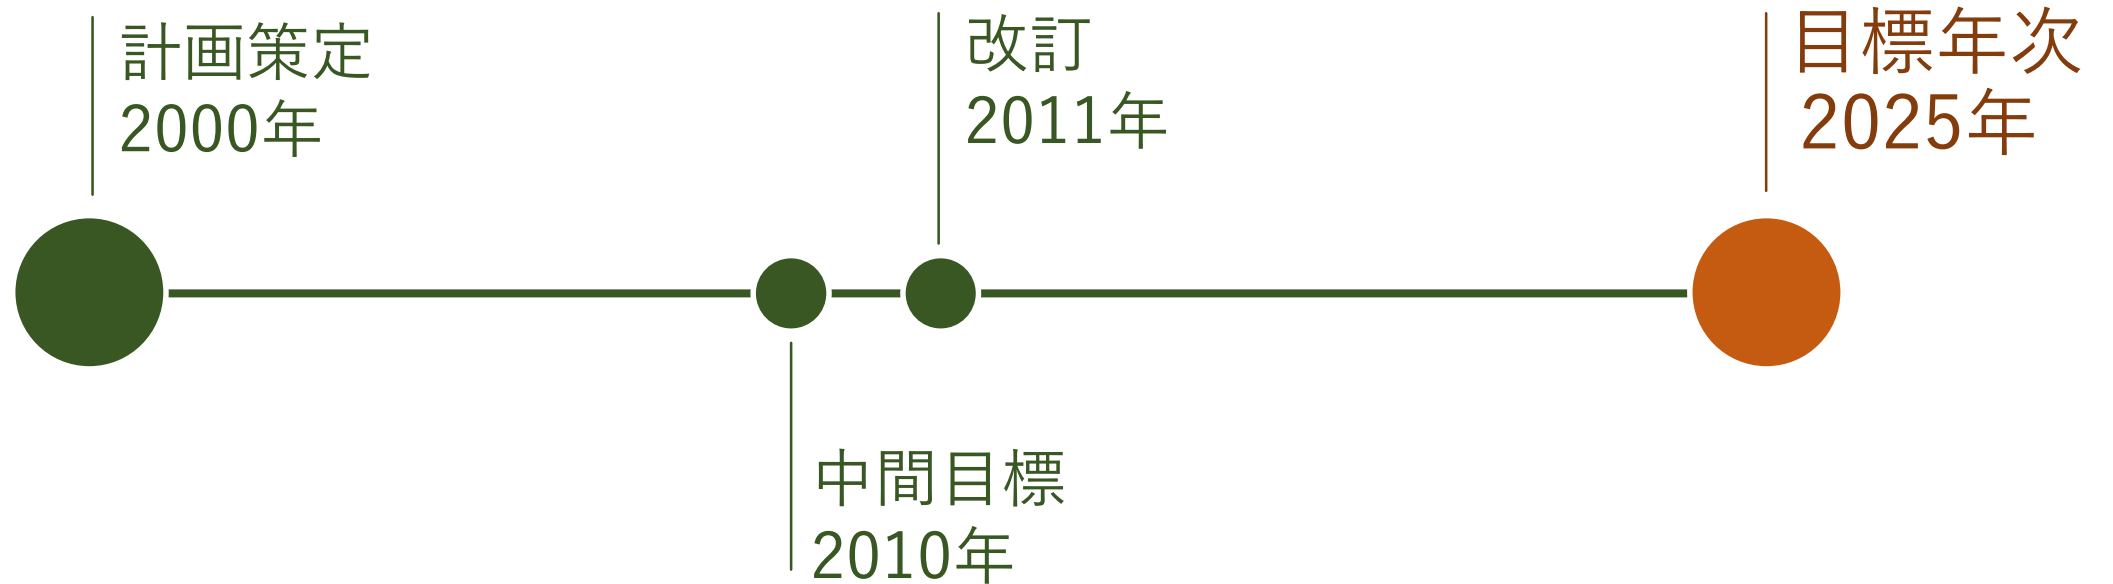 計画策定
2000年
改訂
2011年
目標年次
2025年
中間目標
2010年